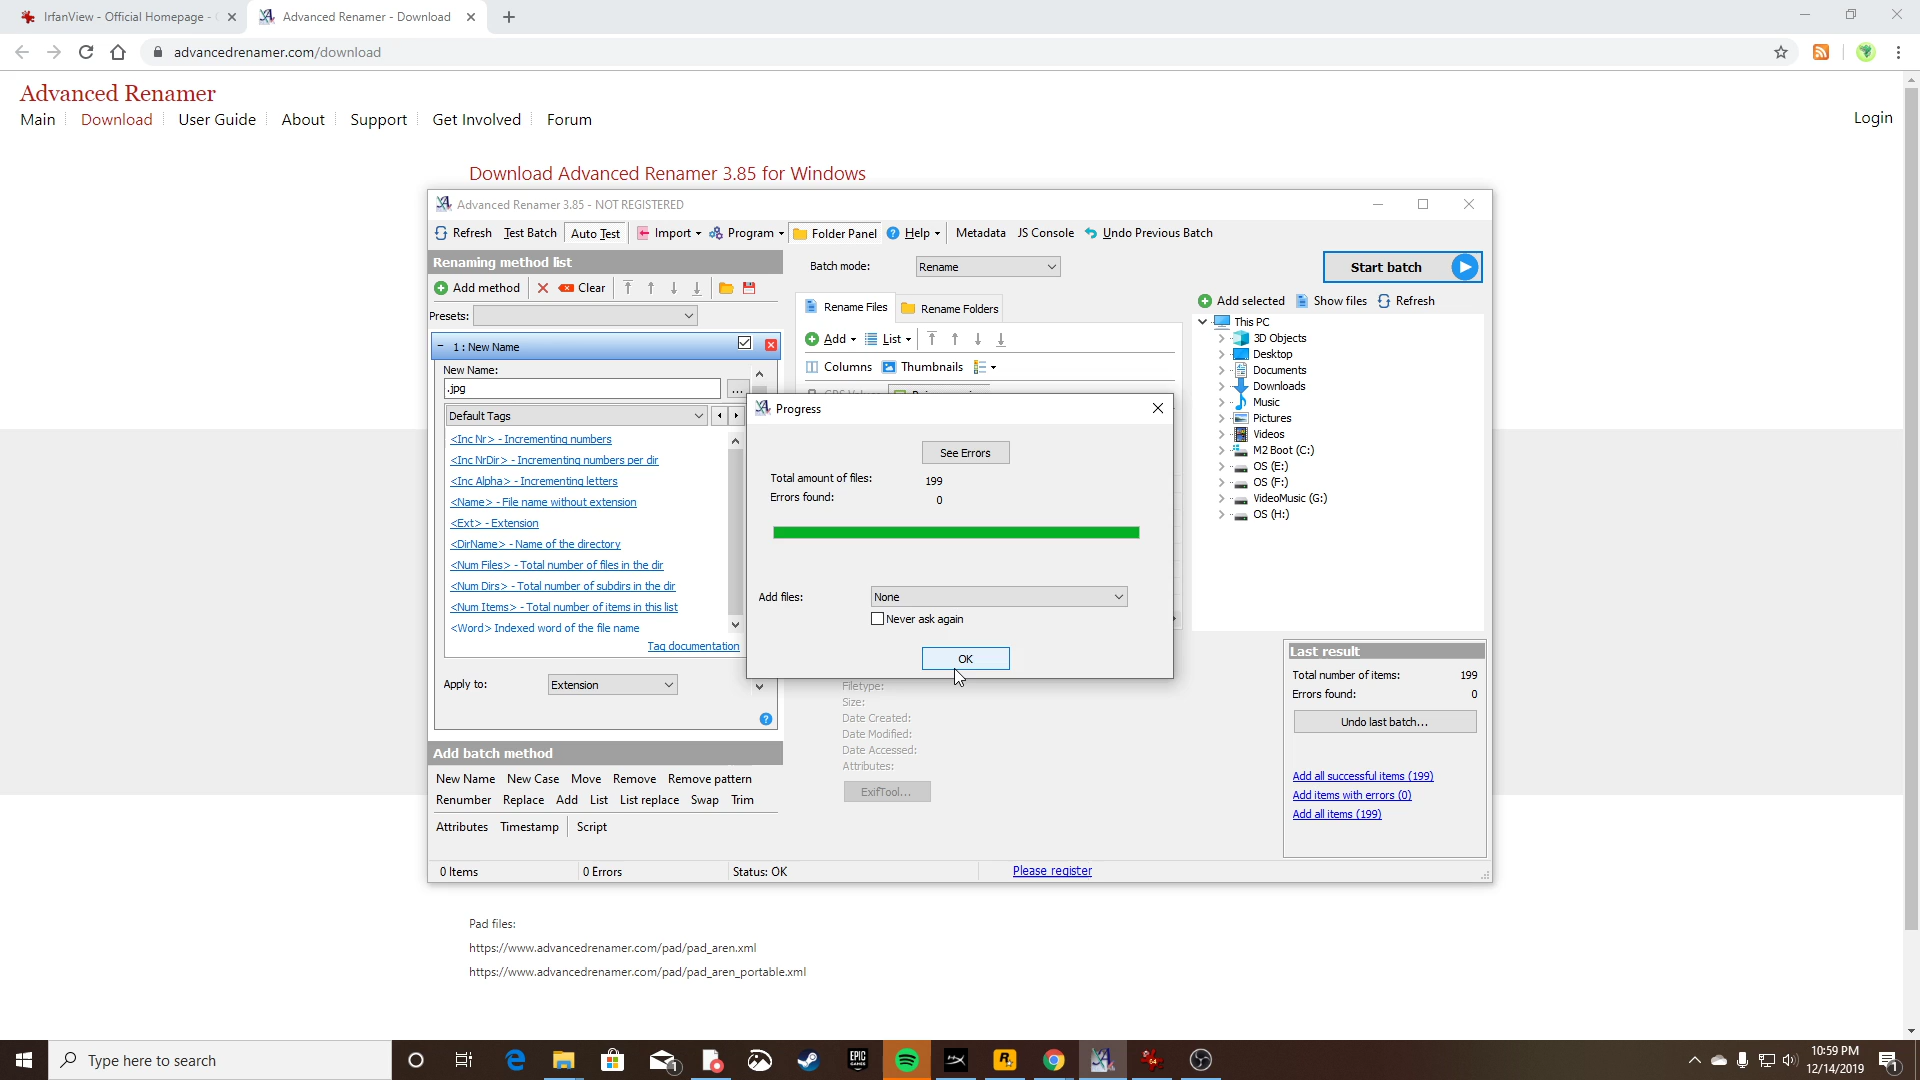 IrfanView - Official Homepage -
Advanced Renamer - Download
advancedrenamer.com/download
Advanced Renamer
Main Download User Guide About Support Get Involved Forum
Login
Download Advanced Renamer 3.85 for Windows
Advanced Renamer 3.85 - NOT REGISTERED
Refresh Test Batch Auto Test Import Program Folder Panel Help Metadata JS Console Undo Previous Batch
Renaming method list
Batch mode: Rename
Start batch
Add method Clear
Rename Files Rename Folders
Add selected Show files Refresh
Presets:
1 : New Name
Add List
Columns Thumbnails
New Name:
.jpg
Default Tags
<Inc Nr> - Incrementing numbers
<Inc NrDir> - Incrementing numbers per dir
<Inc Alpha> - Incrementing letters
<Name> - File name without extension
<Ext> - Extension
<DirName> - Name of the directory
<Num Files> - Total number of files in the dir
<Num Dirs> - Total number of subdirs in the dir
<Num Items> - Total number of items in this list
<Word> Indexed word of the file name
Tag documentation
Apply to: Extension
Progress
See Errors
Total amount of files: 199
Errors found: 0
Add files: None
Never ask again
OK
This PC
3D Objects
Desktop
Documents
Downloads
Music
Pictures
Videos
M2 Boot (C:)
OS (E:)
OS (F:)
VideoMusic (G:)
OS (H:)
Filetype:
Size:
Date Created:
Date Modified:
Date Accessed:
Attributes:
ExifTool...
Last result
Total number of items: 199
Errors found: 0
Undo last batch...
Add all successful items (199)
Add items with errors (0)
Add all items (199)
Add batch method
New Name New Case Move Remove Remove pattern
Renumber Replace Add List List replace Swap Trim
Attributes Timestamp Script
0 Items 0 Errors Status: OK Please register
Pad files:
https://www.advancedrenamer.com/pad/pad_aren.xml
https://www.advancedrenamer.com/pad/pad_aren_portable.xml
Type here to search
EPIC GAMES
10:59 PM
12/14/2019